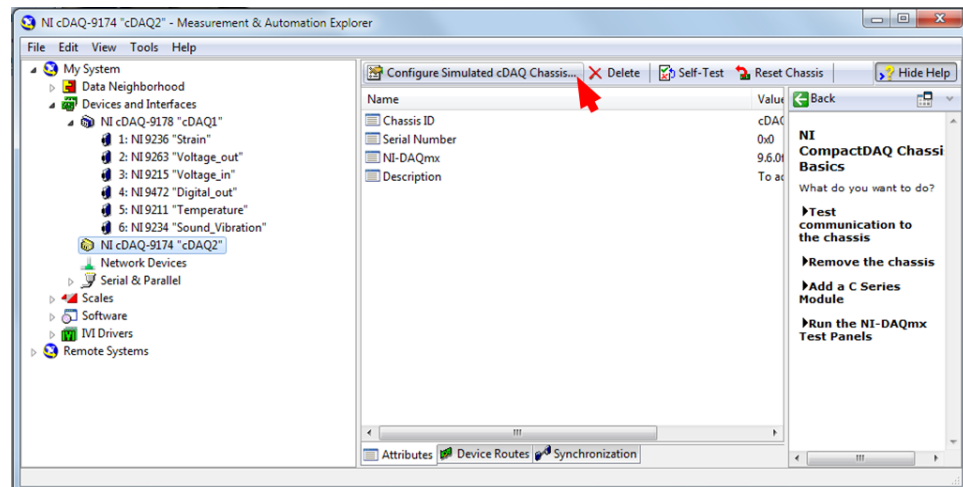 NI cDAQ-9174 "cDAQ2" - Measurement & Automation Explorer
File Edit View Tools Help
My System
Data Neighborhood
Devices and Interfaces
NI cDAQ-9178 "cDAQ1"
1: NI 9236 "Strain"
2: NI 9263 "Voltage_out"
3: NI 9215 "Voltage_in"
4: NI 9472 "Digital_out"
5: NI 9211 "Temperature"
6: NI 9234 "Sound_Vibration"
NI cDAQ-9174 "cDAQ2"
Network Devices
Serial & Parallel
Scales
Software
IVI Drivers
Remote Systems
Configure Simulated cDAQ Chassis... Delete Self-Test Reset Chassis Hide Help
Name Value
Chassis ID cDAQ
Serial Number 0x0
NI-DAQmx 9.6.0f
Description To ad
Attributes Device Routes Synchronization
Back
NI
CompactDAQ Chassi
Basics
What do you want to do?
Test
communication to
the chassis
Remove the chassis
Add a C Series
Module
Run the NI-DAQmx
Test Panels